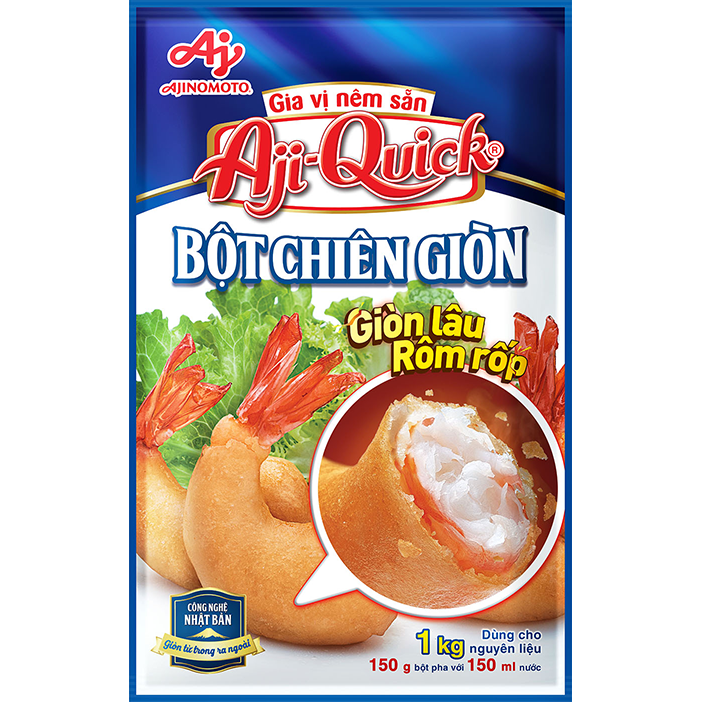 AJINOMOTO.
Gia vị nêm sẵn
Aji-Quick®
BỘT CHIÊN GIÒN
Giòn lâu
Rôm rốp
CÔNG NGHỆ
NHẬT BẢN
Giòn từ trong ra ngoài
1 kg Dùng cho
nguyên liệu
150 g bột pha với 150 ml nước